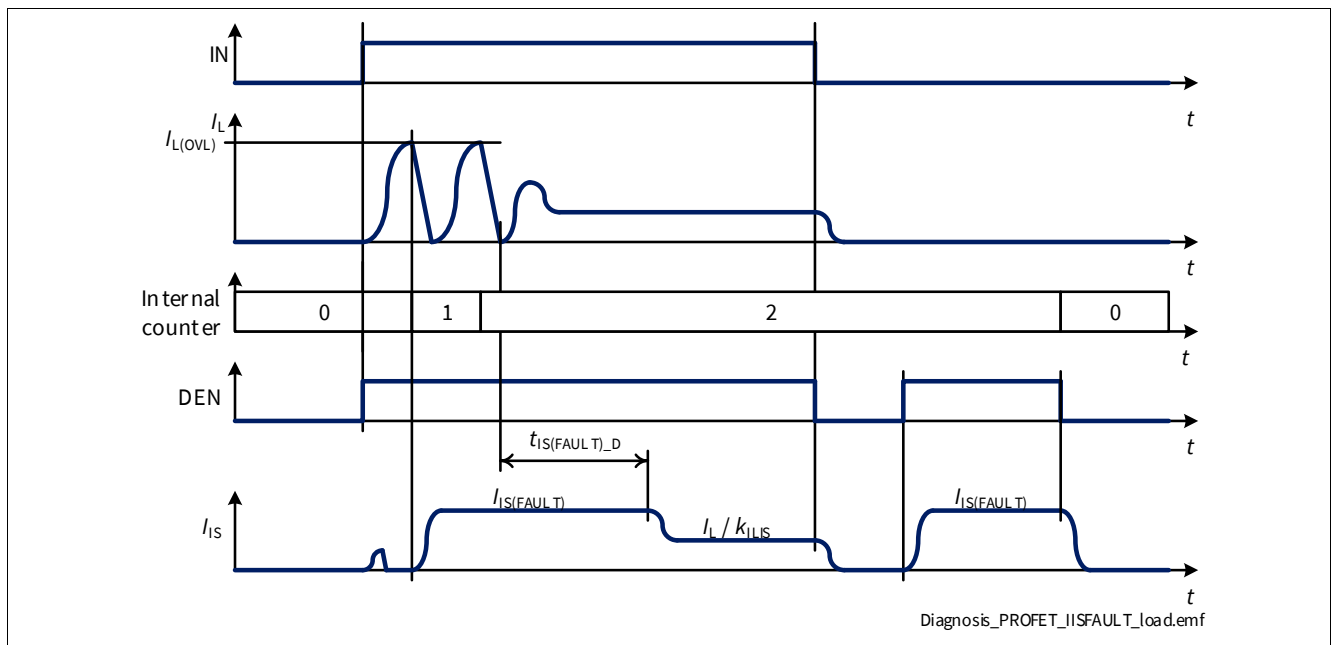 IN
t
I_L
I_L(OVL)
t
Internal
counter
0 1 2 0
t
DEN
t
t_IS(FAULT)_D
I_IS
I_IS(FAULT)
I_L / k_ILIS
I_IS(FAULT)
t
Diagnosis_PROFET_IISFAULT_load.emf